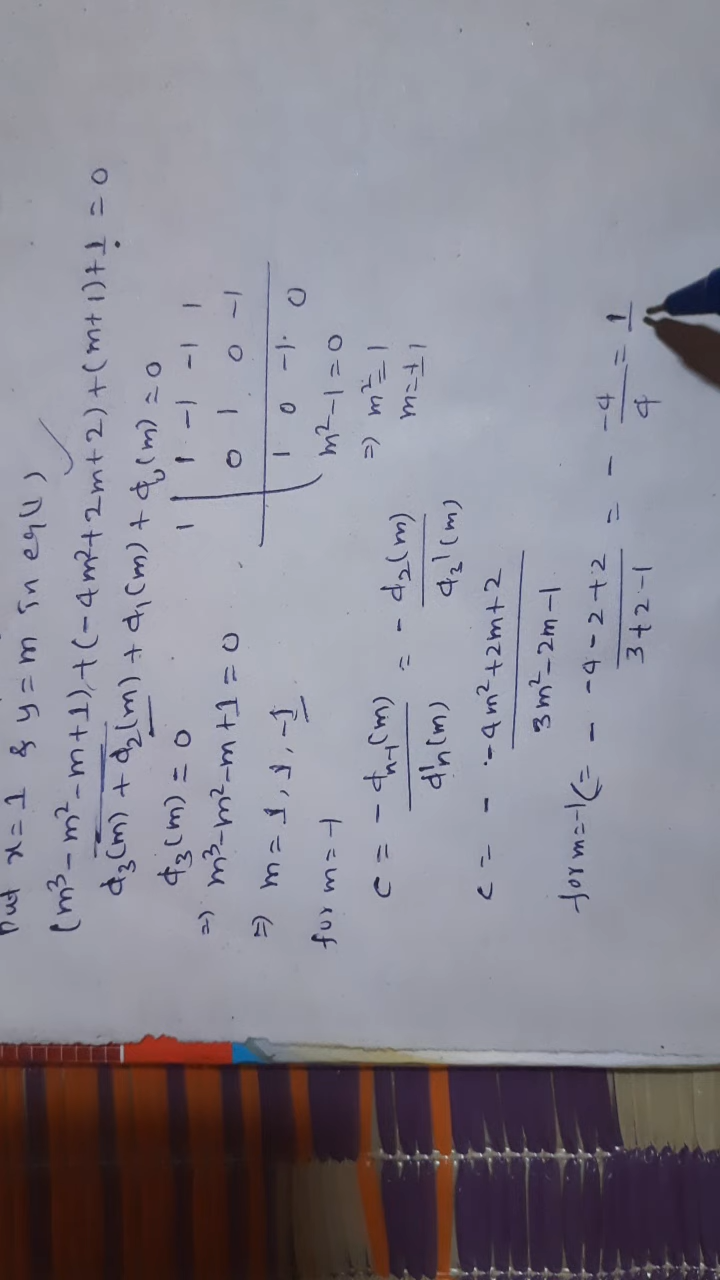 Put x = 1 & y = m in eq(1)
(m³ - m² - m + 1) + (-4m² + 2m + 2) + (m + 1) + 1 = 0
ϕ₃(m) + ϕ₂(m) + ϕ₁(m) + ϕ₀(m) = 0
ϕ₃(m) = 0
1 | 1 -1 -1 1
⇒ m³ - m² - m + 1 = 0
0 1 0 -1
1 0 -1 0
⇒ m = 1, 1, -1
m² - 1 = 0
for m = -1
⇒ m² = 1
m = ±1
c = - ϕₙ₋₁(m) / ϕ'ₙ(m) = - ϕ₂(m) / ϕ₃'(m)
c = - -4m² + 2m + 2 / 3m² - 2m - 1
for m = -1 c = - -4 - 2 + 2 / 3 + 2 - 1 = - -4 / 4 = 1